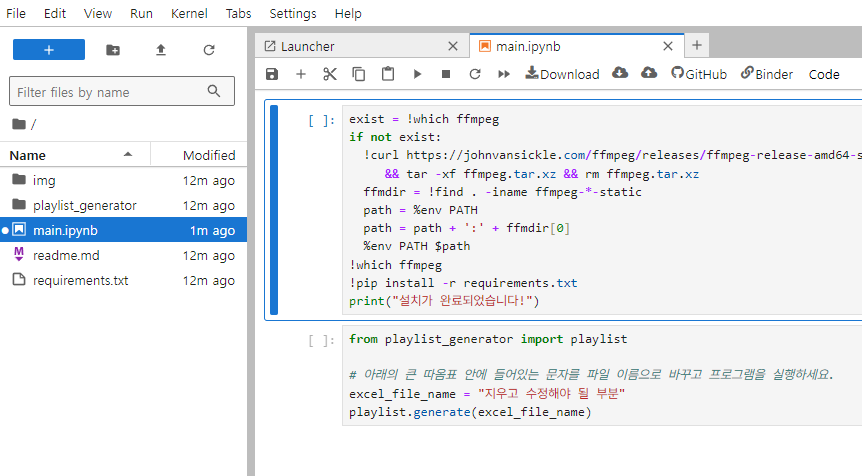 File Edit View Run Kernel Tabs Settings Help
Launcher
main.ipynb
Download GitHub Binder Code
Filter files by name
/
Name Modified
img 12m ago
playlist_generator 12m ago
main.ipynb 1m ago
readme.md 12m ago
requirements.txt 12m ago
[ ]:
exist = !which ffmpeg
if not exist:
!curl https://johnvansickle.com/ffmpeg/releases/ffmpeg-release-amd64-s
&& tar -xf ffmpeg.tar.xz && rm ffmpeg.tar.xz
ffmdir = !find . -iname ffmpeg-*-static
path = %env PATH
path = path + ':' + ffmdir[0]
%env PATH $path
!which ffmpeg
!pip install -r requirements.txt
print("설치가 완료되었습니다!")
[ ]:
from playlist_generator import playlist
# 아래의 큰 따옴표 안에 들어있는 문자를 파일 이름으로 바꾸고 프로그램을 실행하세요.
excel_file_name = "지우고 수정해야 될 부분"
playlist.generate(excel_file_name)